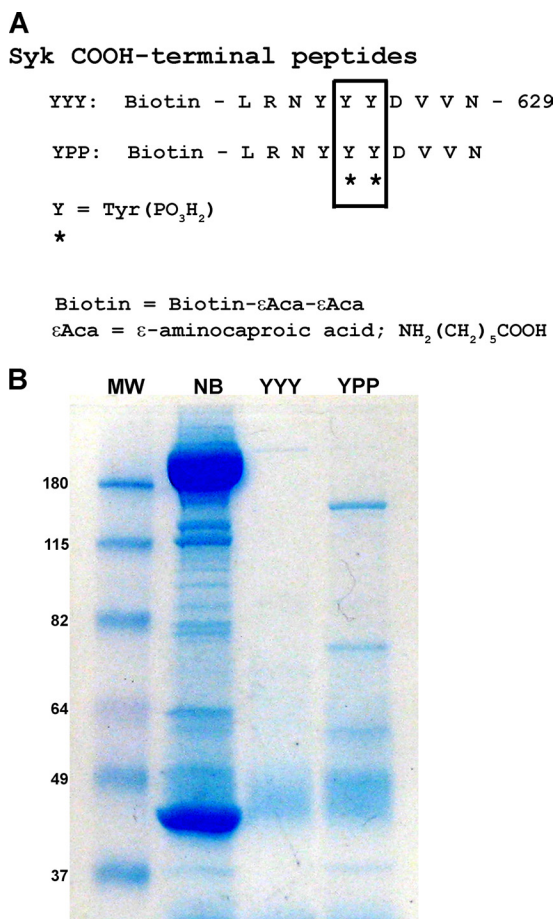 A
Syk COOH-terminal peptides
YYY: Biotin - L R N Y Y Y D V V N - 629
YPP: Biotin - L R N Y Y Y D V V N
* *
Y = Tyr(PO₃H₂)
*
Biotin = Biotin-εAca-εAca
εAca = ε-aminocaproic acid; NH₂(CH₂)₅COOH
B
MW NB YYY YPP
180
115
82
64
49
37